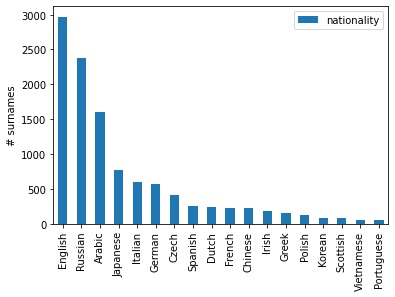 nationality
# surnames
3000
2500
2000
1500
1000
500
0
English
Russian
Arabic
Japanese
Italian
German
Czech
Spanish
Dutch
French
Chinese
Irish
Greek
Polish
Korean
Scottish
Vietnamese
Portuguese